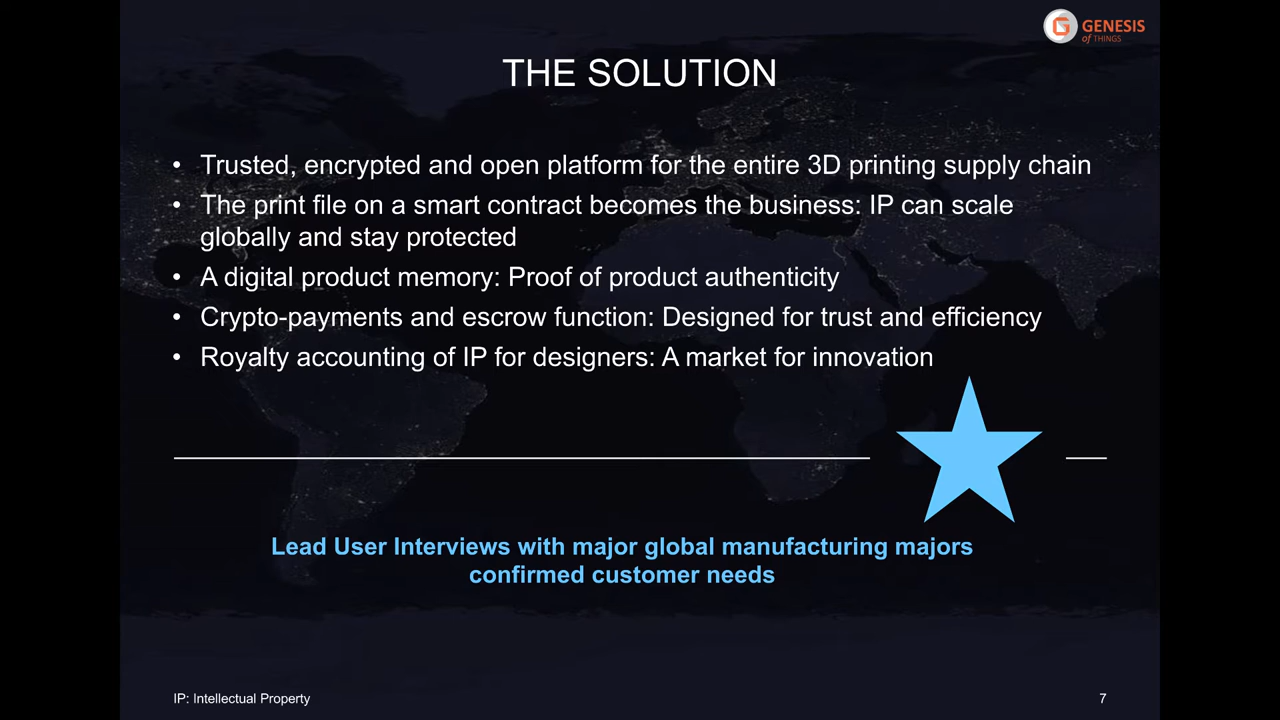 GENESIS
of THINGS
THE SOLUTION
• Trusted, encrypted and open platform for the entire 3D printing supply chain
• The print file on a smart contract becomes the business: IP can scale
globally and stay protected
• A digital product memory: Proof of product authenticity
• Crypto-payments and escrow function: Designed for trust and efficiency
• Royalty accounting of IP for designers: A market for innovation
Lead User Interviews with major global manufacturing majors
confirmed customer needs
IP: Intellectual Property
7